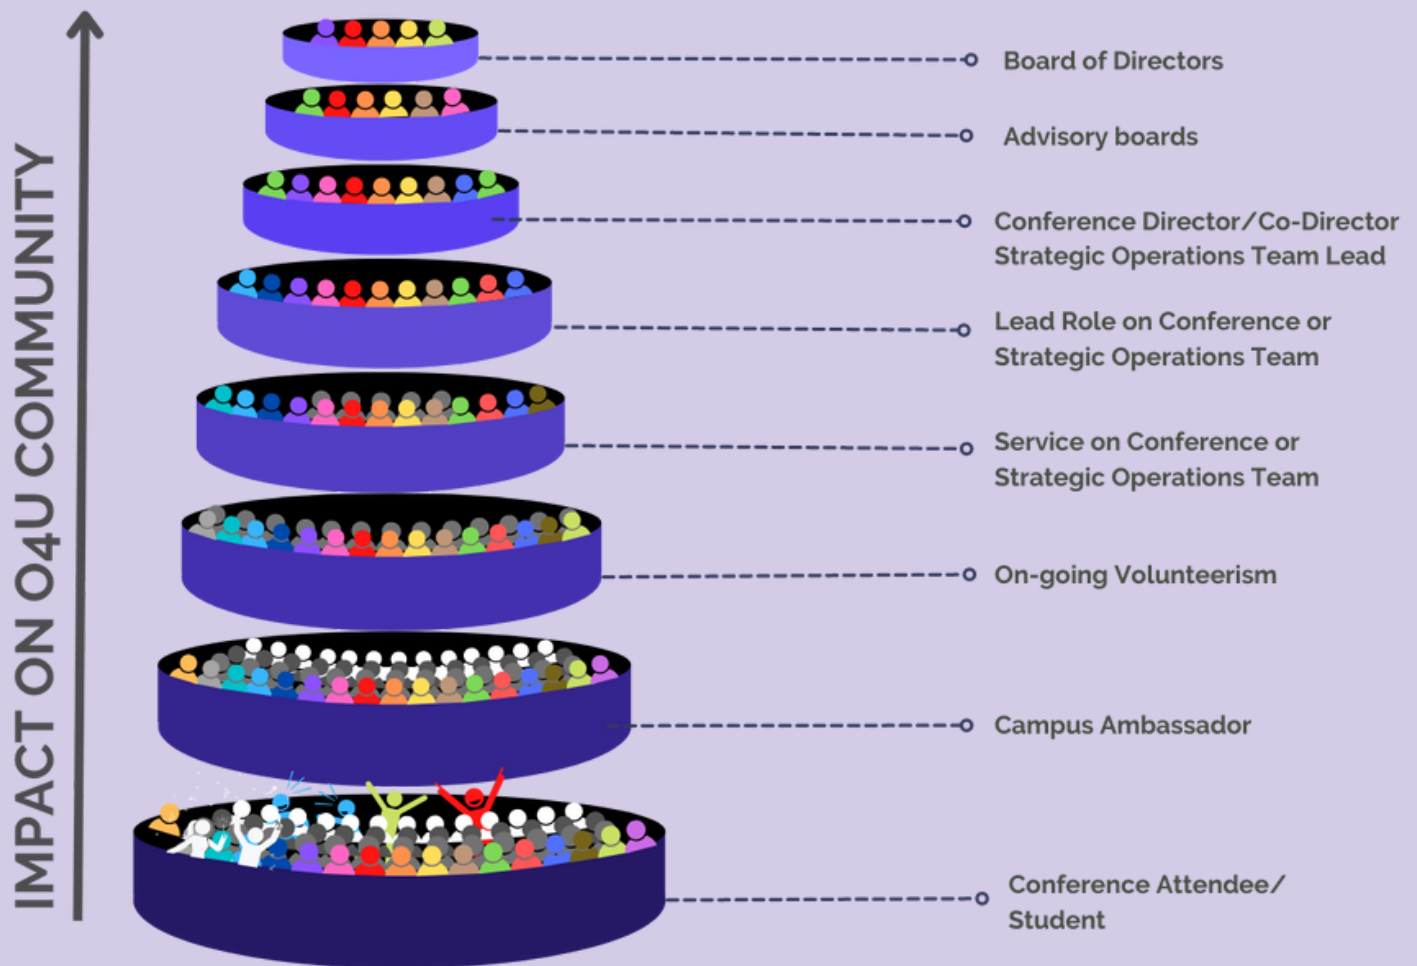 IMPACT ON O4U COMMUNITY
Board of Directors
Advisory boards
Conference Director/Co-Director
Strategic Operations Team Lead
Lead Role on Conference or
Strategic Operations Team
Service on Conference or
Strategic Operations Team
On-going Volunteerism
Campus Ambassador
Conference Attendee/
Student